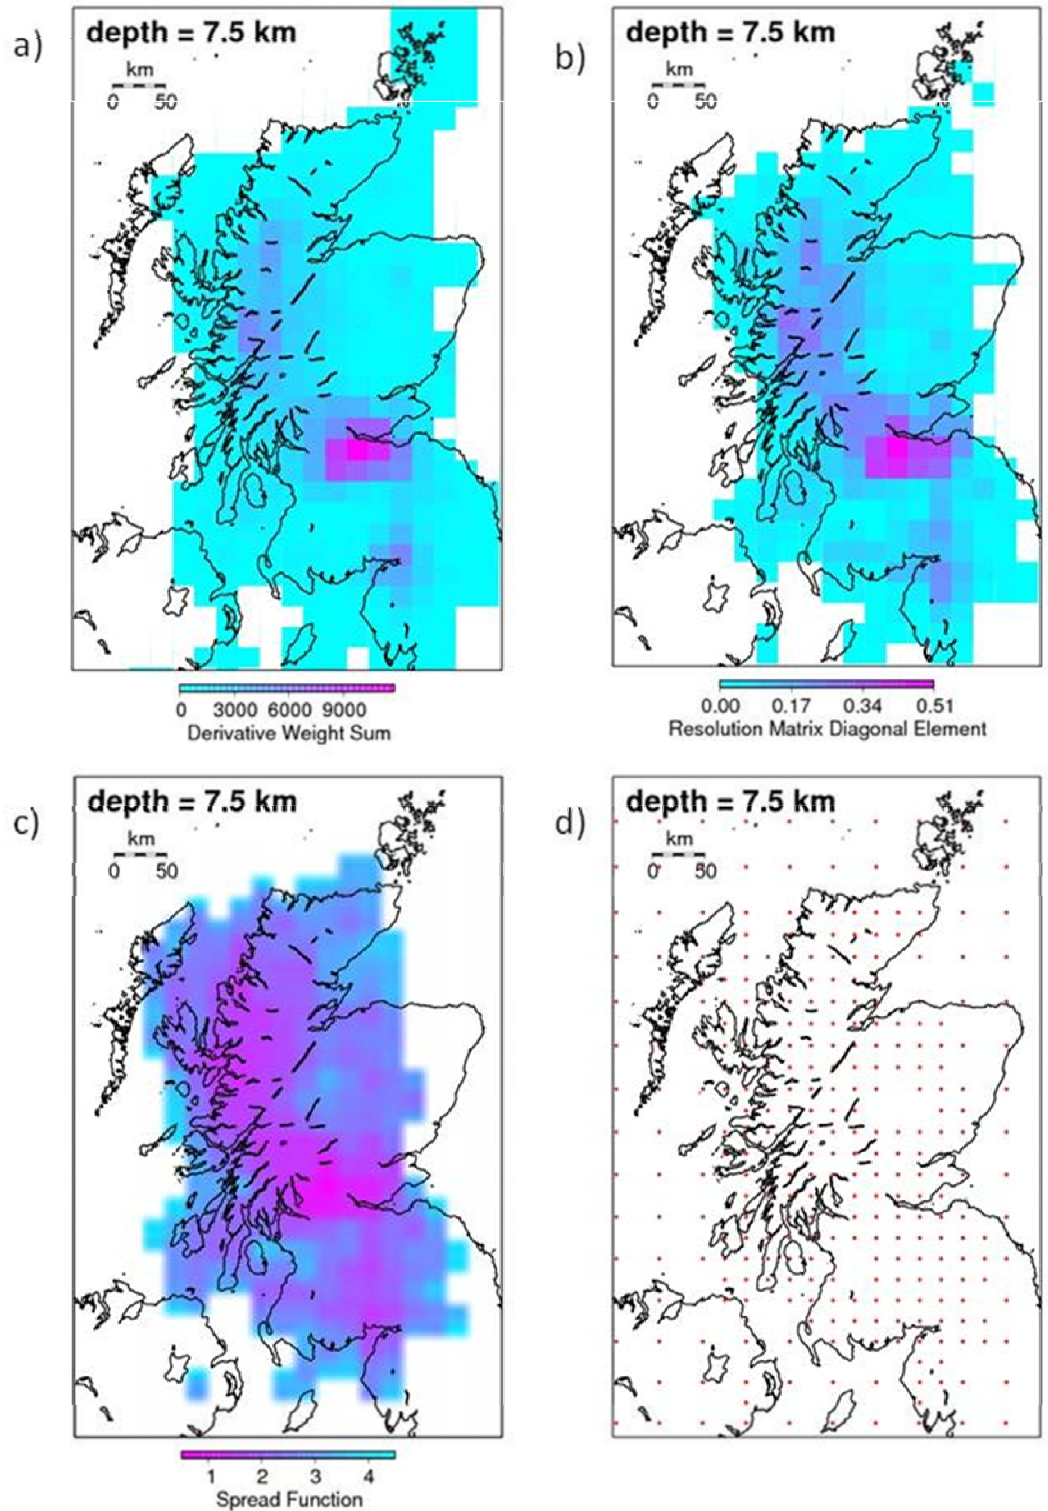 a)
depth = 7.5 km
km
0 50
0 3000 6000 9000
Derivative Weight Sum
b)
depth = 7.5 km
km
0 50
0.00 0.17 0.34 0.51
Resolution Matrix Diagonal Element
c)
depth = 7.5 km
km
0 50
1 2 3 4
Spread Function
d)
depth = 7.5 km
km
0 50